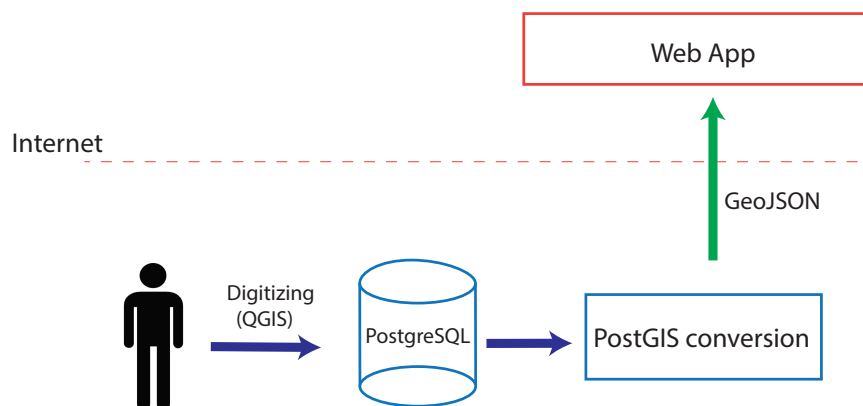 Web App
Internet
GeoJSON
Digitizing
(QGIS)
PostgreSQL
PostGIS conversion